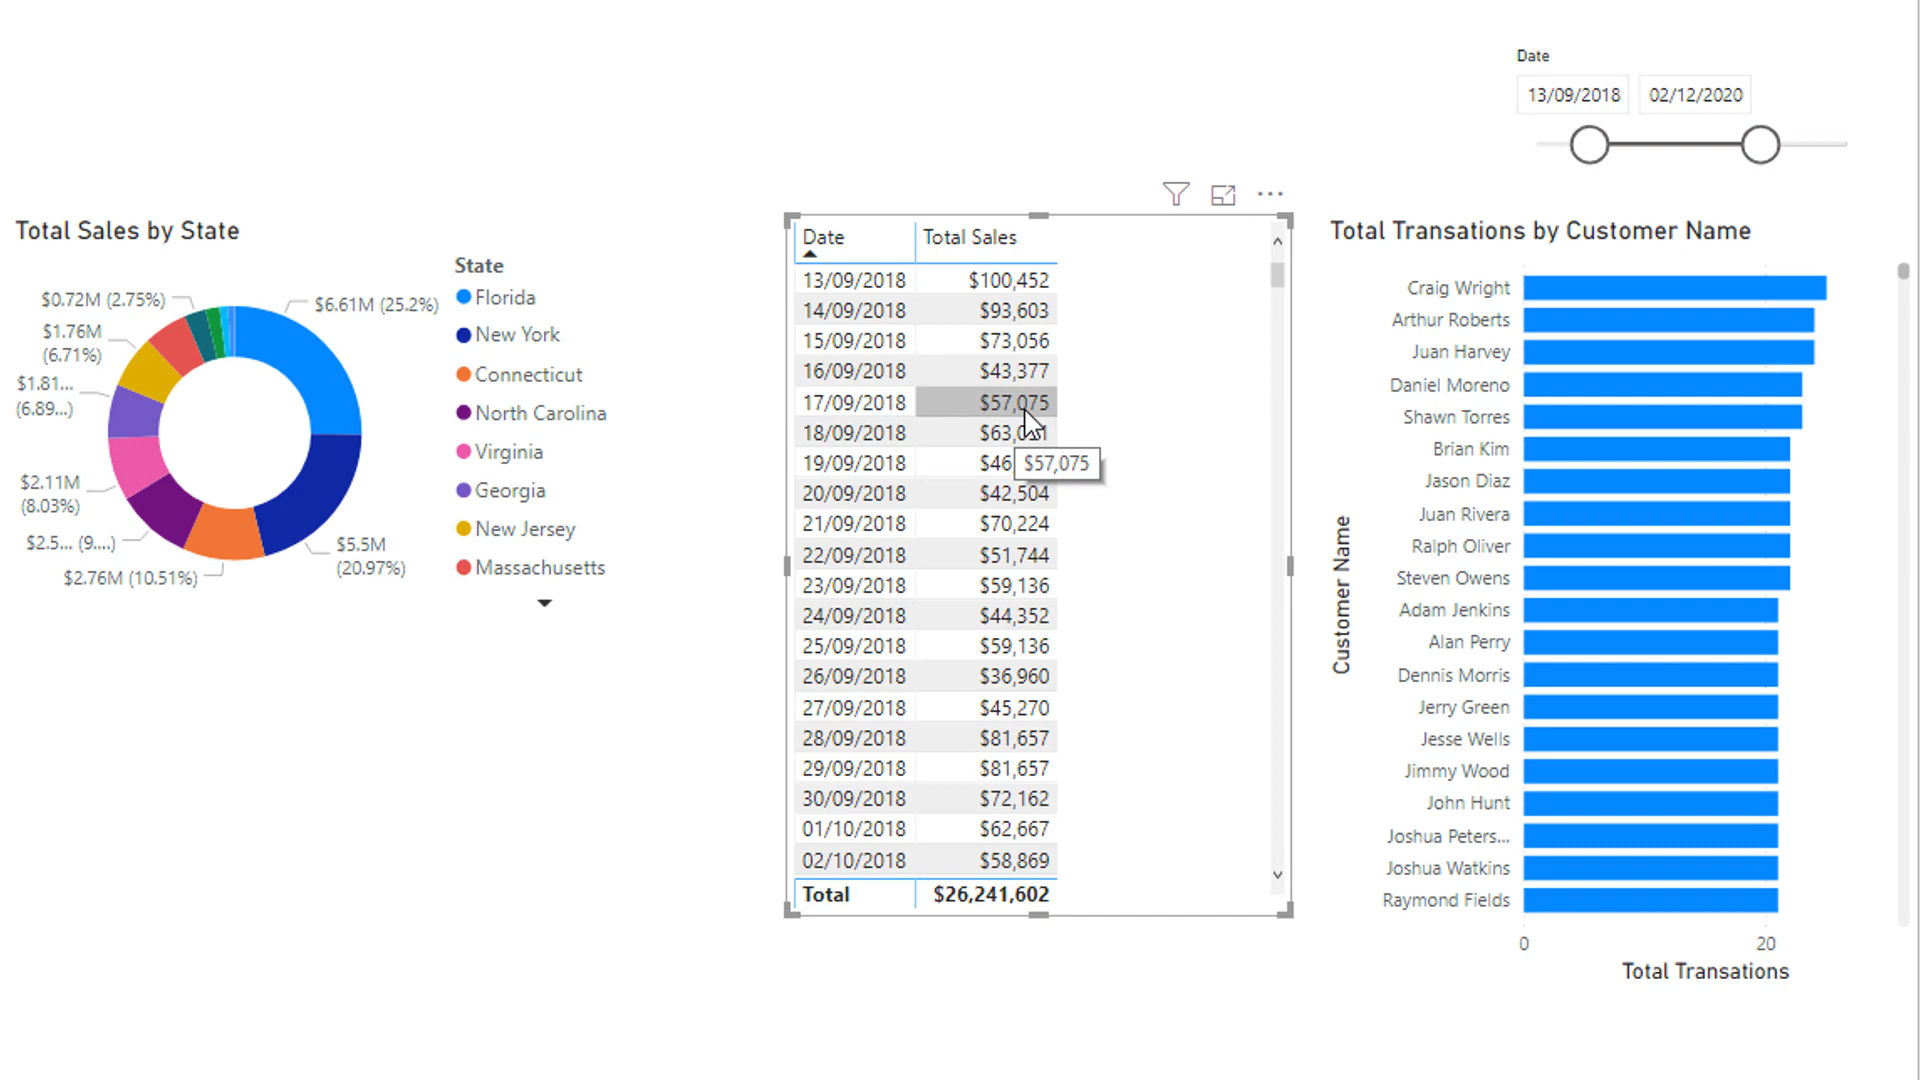 Date
13/09/2018 02/12/2020
Total Sales by State
$0.72M (2.75%)
$6.61M (25.2%)
$1.76M
(6.71%)
$1.81...
(6.89...)
$2.11M
(8.03%)
$2.5... (9....)
$2.76M (10.51%)
$5.5M
(20.97%)
State
Florida
New York
Connecticut
North Carolina
Virginia
Georgia
New Jersey
Massachusetts
Date Total Sales
13/09/2018 $100,452
14/09/2018 $93,603
15/09/2018 $73,056
16/09/2018 $43,377
17/09/2018 $57,075
18/09/2018
19/09/2018
$57,075
20/09/2018 $42,504
21/09/2018 $70,224
22/09/2018 $51,744
23/09/2018 $59,136
24/09/2018 $44,352
25/09/2018 $59,136
26/09/2018 $36,960
27/09/2018 $45,270
28/09/2018 $81,657
29/09/2018 $81,657
30/09/2018 $72,162
01/10/2018 $62,667
02/10/2018 $58,869
Total $26,241,602
Total Transations by Customer Name
Customer Name
Craig Wright
Arthur Roberts
Juan Harvey
Daniel Moreno
Shawn Torres
Brian Kim
Jason Diaz
Juan Rivera
Ralph Oliver
Steven Owens
Adam Jenkins
Alan Perry
Dennis Morris
Jerry Green
Jesse Wells
Jimmy Wood
John Hunt
Joshua Peters...
Joshua Watkins
Raymond Fields
0 20
Total Transations